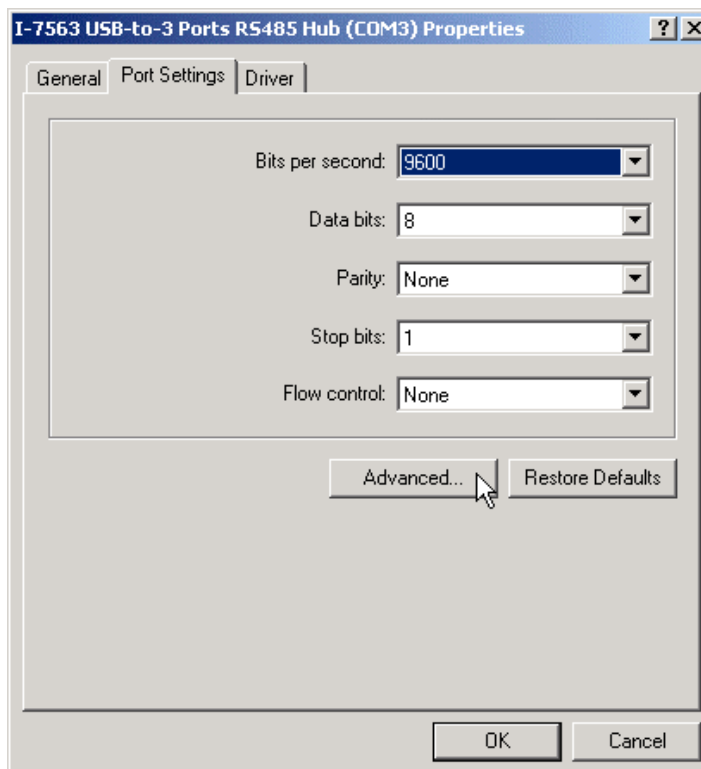 I-7563 USB-to-3 Ports RS485 Hub (COM3) Properties
General Port Settings Driver
Bits per second: 9600
Data bits: 8
Parity: None
Stop bits: 1
Flow control: None
Advanced... Restore Defaults
OK Cancel